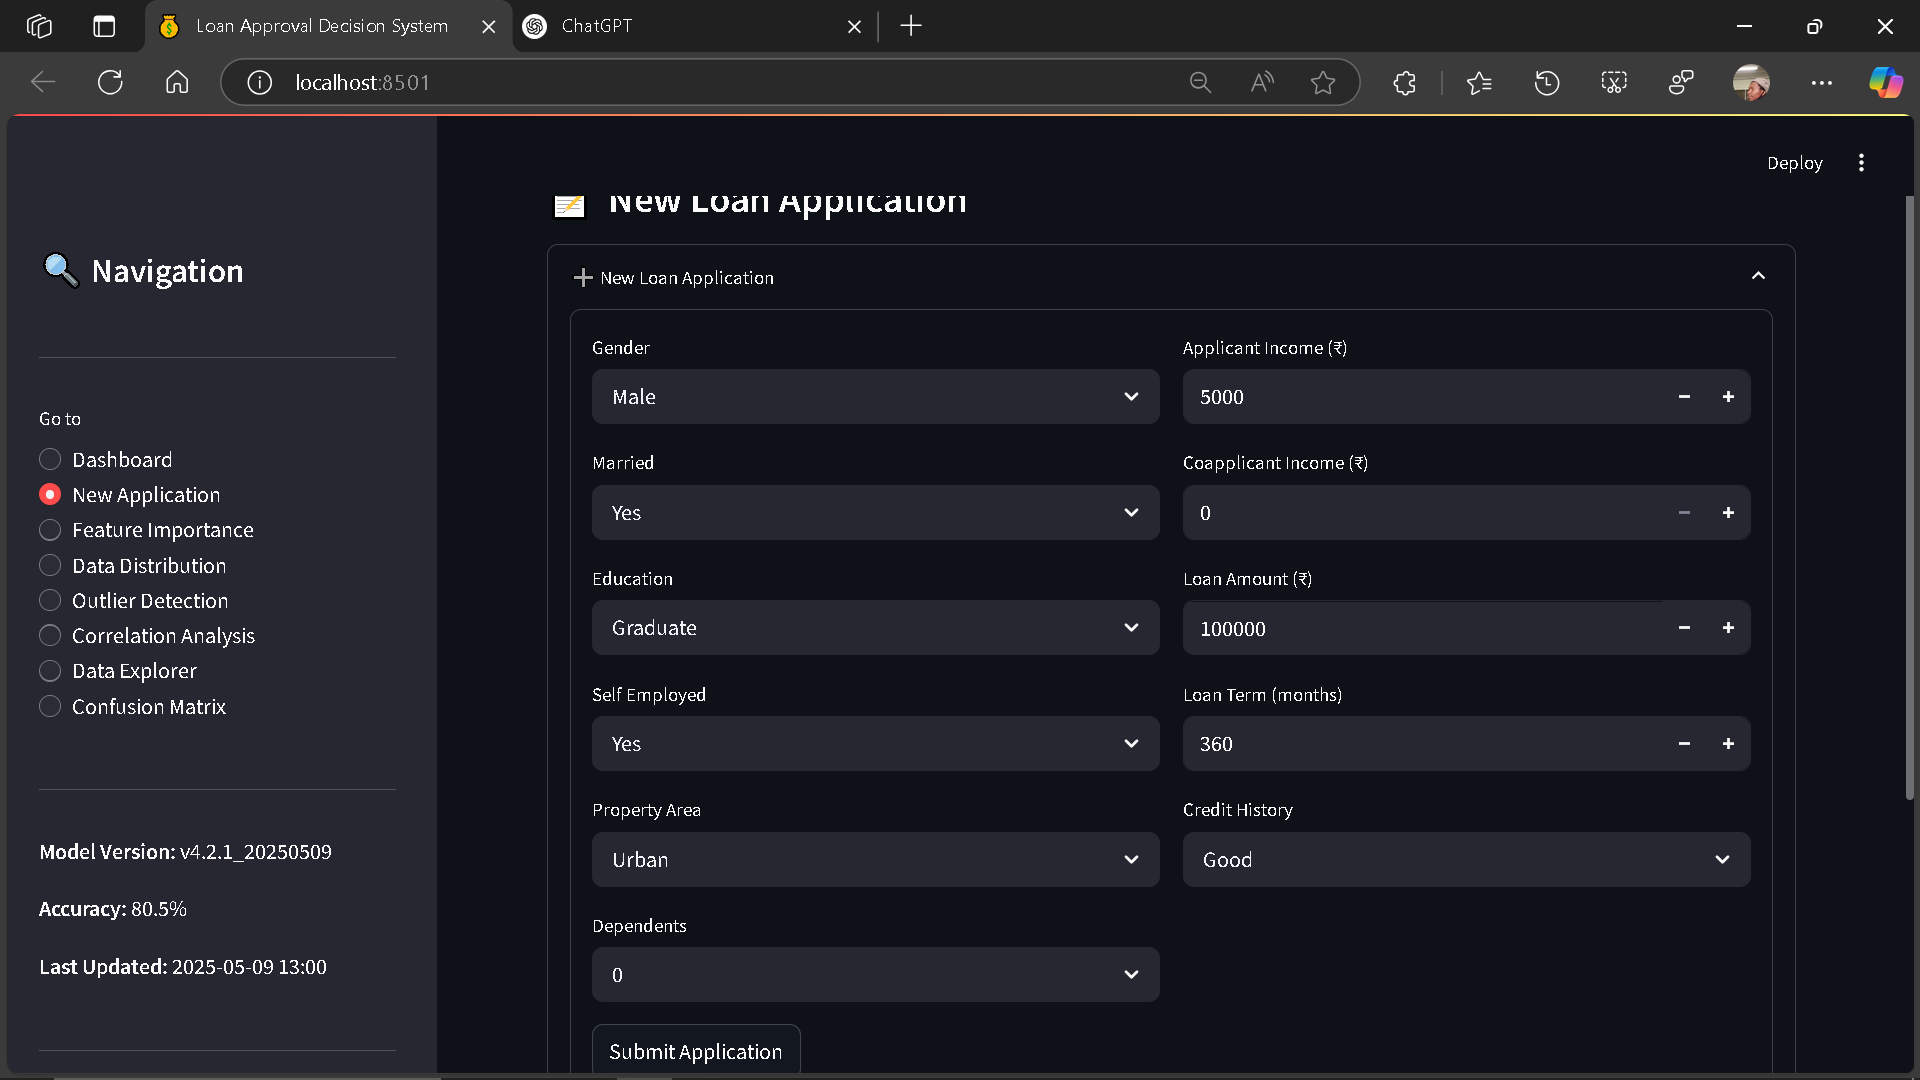 Loan Approval Decision System
ChatGPT
localhost:8501
Deploy
Navigation
Go to
Dashboard
New Application
Feature Importance
Data Distribution
Outlier Detection
Correlation Analysis
Data Explorer
Confusion Matrix
Model Version: v4.2.1_20250509
Accuracy: 80.5%
Last Updated: 2025-05-09 13:00
New Loan Application
New Loan Application
Gender
Male
Married
Yes
Education
Graduate
Self Employed
Yes
Property Area
Urban
Dependents
0
Applicant Income (₹)
5000
Coapplicant Income (₹)
0
Loan Amount (₹)
100000
Loan Term (months)
360
Credit History
Good
Submit Application